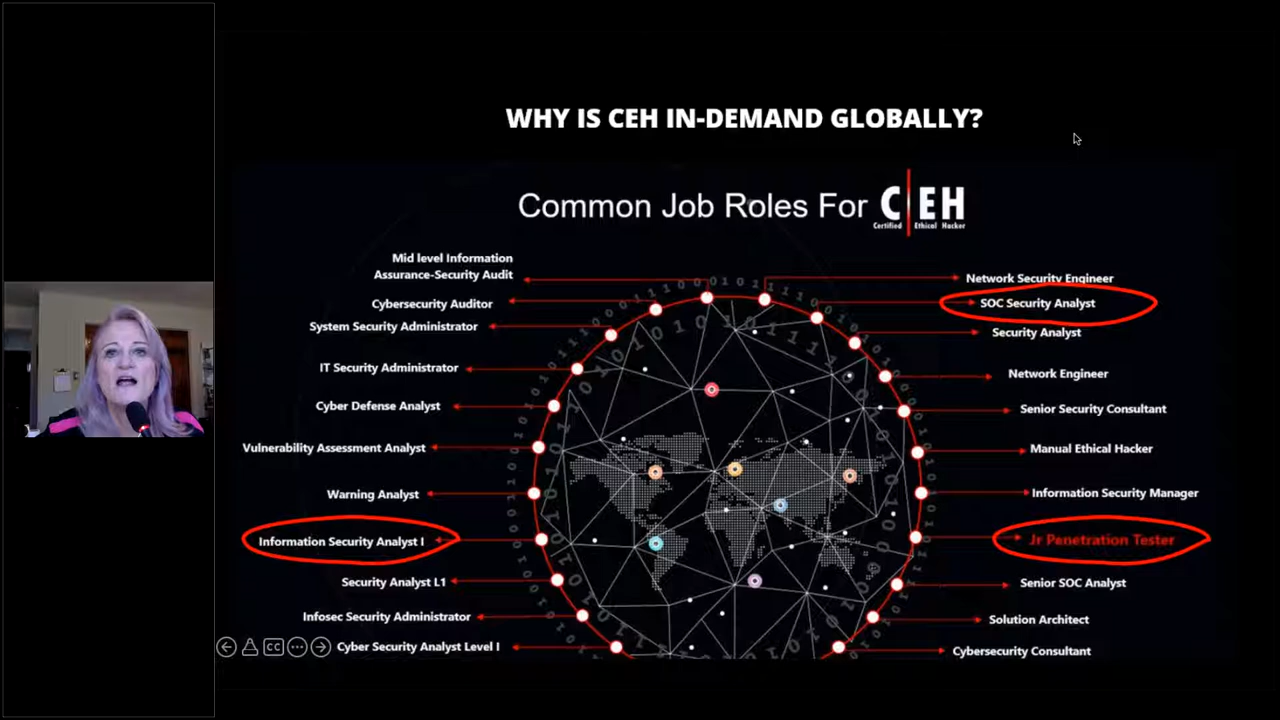 WHY IS CEH IN-DEMAND GLOBALLY?
Common Job Roles For C|EH
Certified Ethical Hacker
Mid level Information
Assurance-Security Audit
Cybersecurity Auditor
System Security Administrator
IT Security Administrator
Cyber Defense Analyst
Vulnerability Assessment Analyst
Warning Analyst
Information Security Analyst I
Security Analyst L1
Infosec Security Administrator
Cyber Security Analyst Level I
Network Security Engineer
SOC Security Analyst
Security Analyst
Network Engineer
Senior Security Consultant
Manual Ethical Hacker
Information Security Manager
Jr Penetration Tester
Senior SOC Analyst
Solution Architect
Cybersecurity Consultant
CC